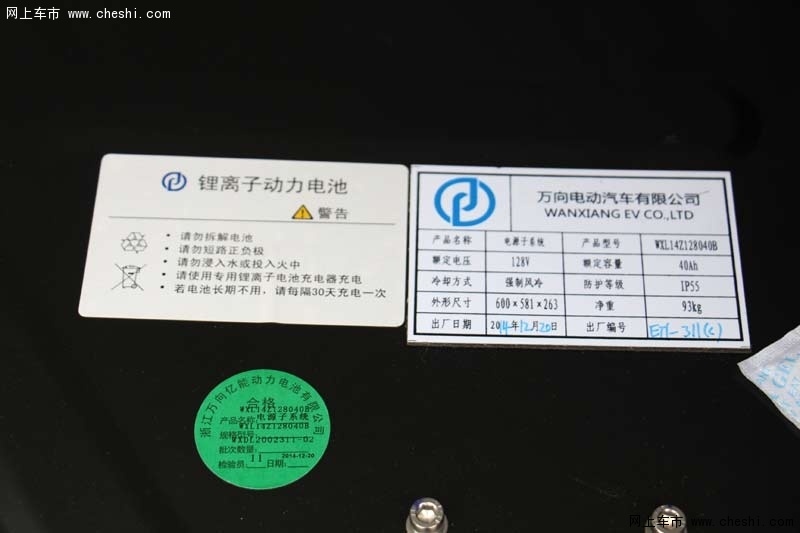 网上车市 www.cheshi.com
锂离子动力电池
警告
• 请勿拆解电池
• 请勿短路正负极
• 请勿浸入水或投入火中
• 请使用专用锂离子电池充电器充电
• 若电池长期不用，请每隔30天充电一次
万向电动汽车有限公司
WANXIANG EV CO.,LTD
产品名称 电源子系统 产品型号 WXL14Z128040B
额定电压 128V 额定容量 40Ah
冷却方式 强制风冷 防护等级 IP55
外形尺寸 600×581×263 净重 93kg
出厂日期 2014年12月20日 出厂编号
浙江万向亿能动力电池有限公司
合格
WXL14Z128040B
产品名称:电源子系统
WXL14Z128040B
规格型号:
WXDL2002311-02
批次数量:
2014-12-20
检验员 11 日期:
网上车市 www.cheshi.com